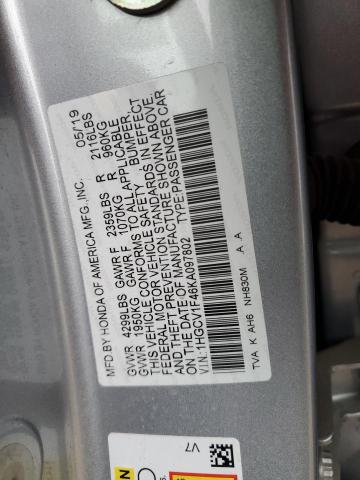 MFD BY HONDA OF AMERICA MFG.,INC. 05/19
GVWR 4299LBS GAWR F 2359LBS R 2116LBS
GVWR 1950KG GAWR F 1070KG R 960KG
THIS VEHICLE CONFORMS TO ALL APPLICABLE
FEDERAL MOTOR VEHICLE SAFETY , BUMPER,
AND THEFT PREVENTION STANDARDS IN EFFECT
ON THE DATE OF MANUFACTURE SHOWN ABOVE.
V.I.N: 1HGCV1F46KA097802 TYPE:PASSENGER CAR
TVA K AH6 NH830M A .A
V7